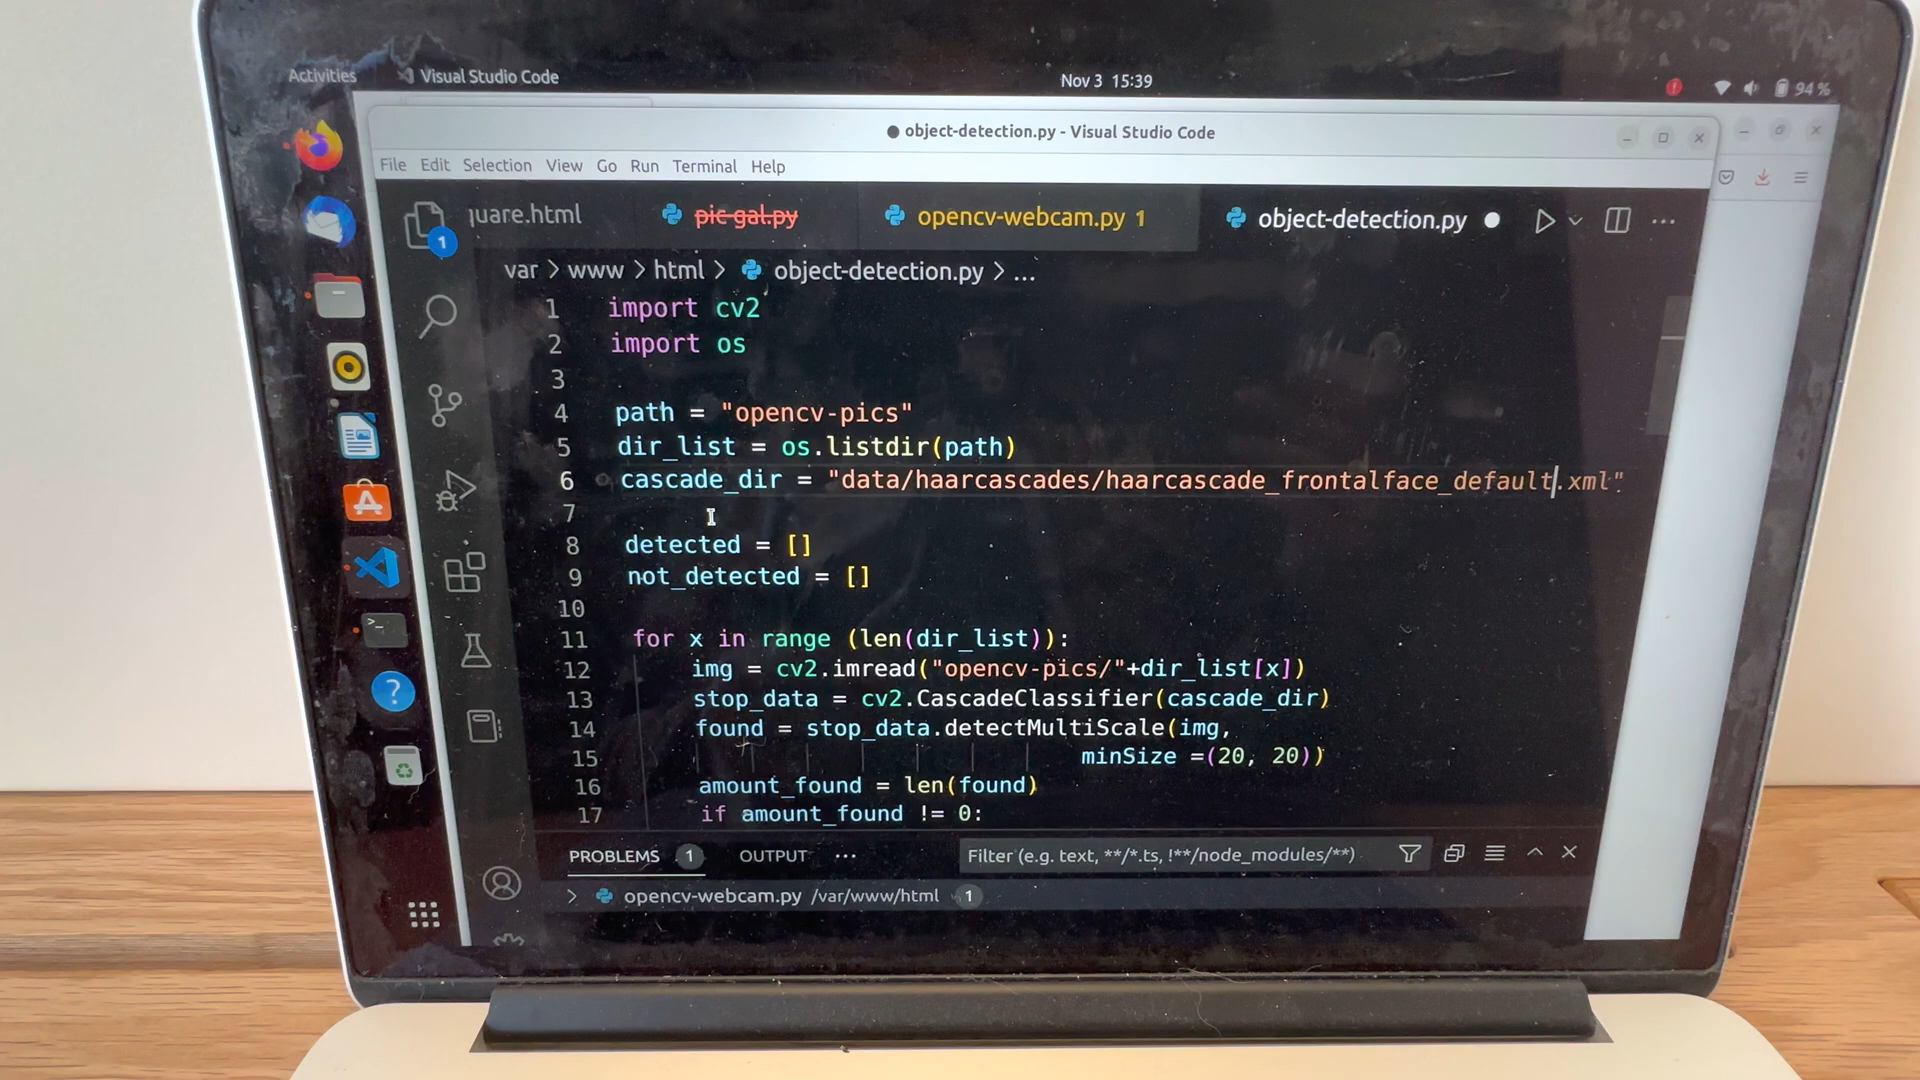 Activities
Visual Studio Code
Nov 3 15:39
94 %
● object-detection.py - Visual Studio Code
File Edit Selection View Go Run Terminal Help
juare.html
pic-gal.py
opencv-webcam.py 1
object-detection.py ●
1
var > www > html > object-detection.py > ...
1 import cv2
2 import os
3
4 path = "opencv-pics"
5 dir_list = os.listdir(path)
6 cascade_dir = "data/haarcascades/haarcascade_frontalface_default.xml"
7
8 detected = []
9 not_detected = []
10
11 for x in range (len(dir_list)):
12 img = cv2.imread("opencv-pics/"+dir_list[x])
13 stop_data = cv2.CascadeClassifier(cascade_dir)
14 found = stop_data.detectMultiScale(img,
15 minSize =(20, 20))
16 amount_found = len(found)
17 if amount_found != 0:
PROBLEMS 1 OUTPUT ... Filter (e.g. text, **/*.ts, !**/node_modules/**)
> opencv-webcam.py /var/www/html 1